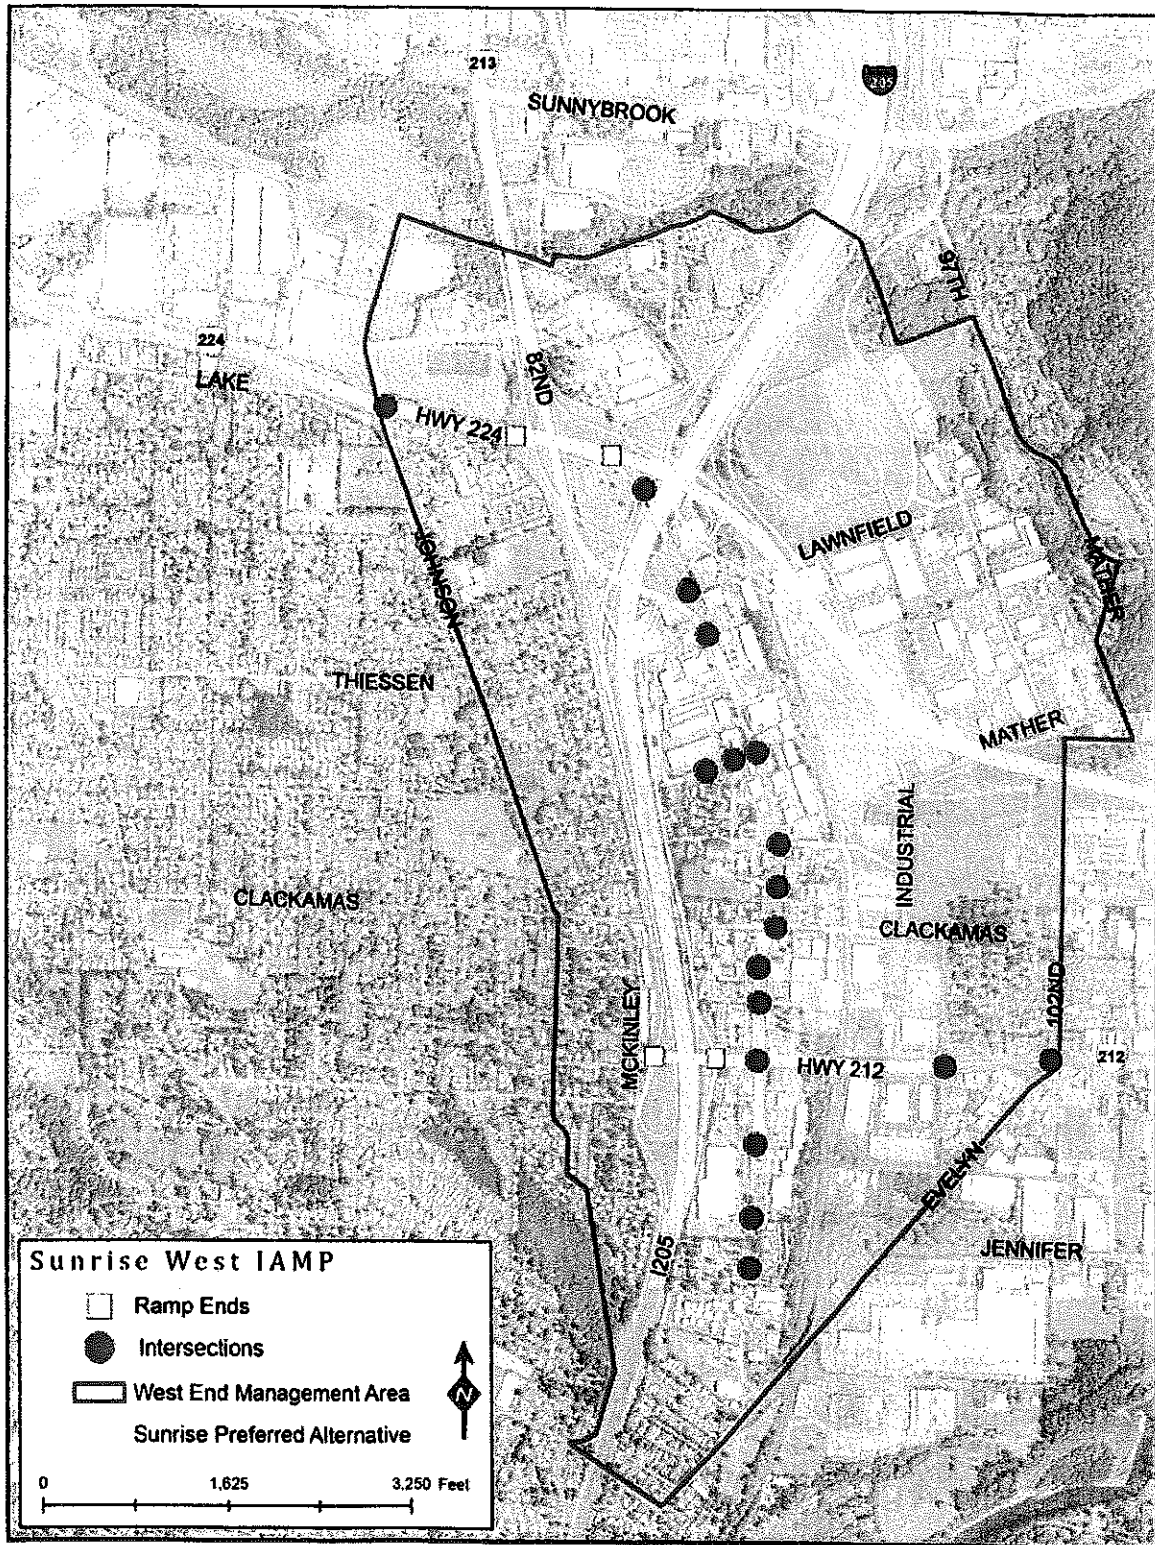 213
205
SUNNYBROOK
97TH
224
LAKE
82ND
HWY 224
LAWNFIELD
JOHNSON
MATHER
THIESSEN
MATHER
INDUSTRIAL
CLACKAMAS
CLACKAMAS
102ND
MCKINLEY
HWY 212
212
EVELYN
I205
JENNIFER
Sunrise West IAMP
Ramp Ends
Intersections
West End Management Area
N
Sunrise Preferred Alternative
0 1,625 3,250 Feet